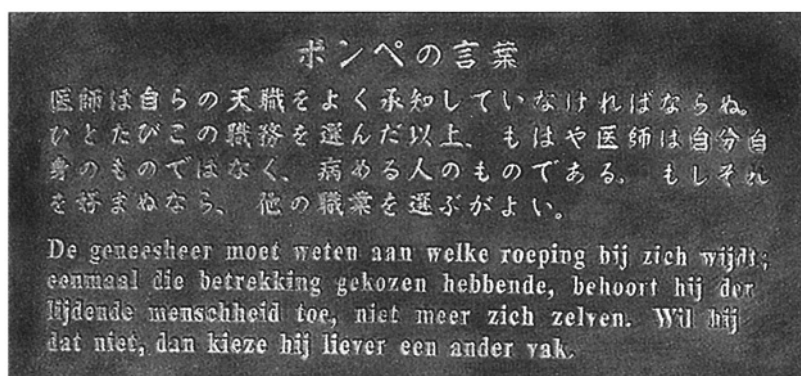 ポンペの言葉
医師は自らの天職をよく承知していなければならぬ。
ひとたびこの職務を選んだ以上、もはや医師は自分自
身のものではなく、病める人のものである。もしそれ
を好まぬなら、他の職業を選ぶがよい。
De geneesheer moet weten aan welke roeping hij zich wijdt;
eenmaal die betrekking gekozen hebbende, behoort hij der
lijdende menschheid toe, niet meer zich zelven. Wil hij
dat niet, dan kieze hij liever een ander vak.